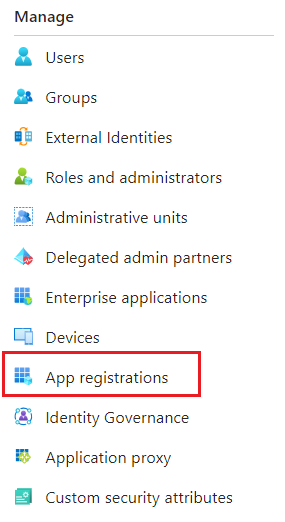 Manage
Users
Groups
External Identities
Roles and administrators
Administrative units
Delegated admin partners
Enterprise applications
Devices
App registrations
Identity Governance
Application proxy
Custom security attributes